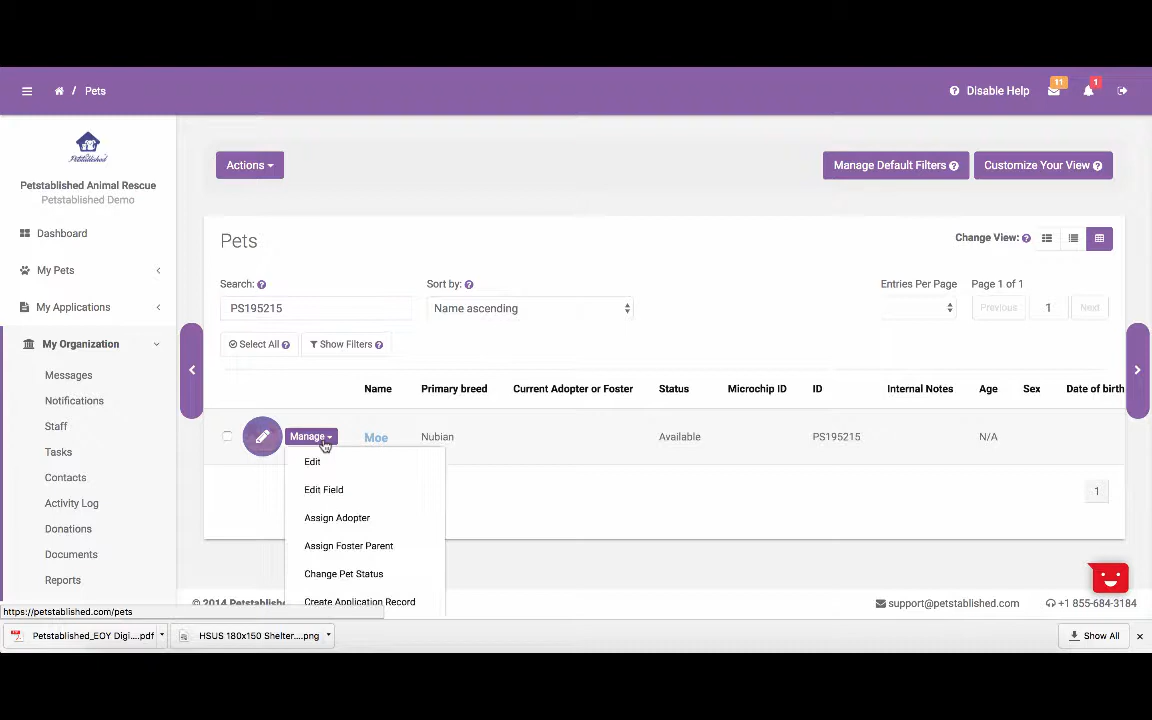 / Pets
Disable Help
11
1
Petstablished
Petstablished Animal Rescue
Petstablished Demo
Dashboard
My Pets
My Applications
My Organization
Messages
Notifications
Staff
Tasks
Contacts
Activity Log
Donations
Documents
Reports
Actions
Manage Default Filters
Customize Your View
Pets
Change View:
Search:
Sort by:
Entries Per Page
Page 1 of 1
PS195215
Name ascending
Previous
1
Next
Select All
Show Filters
Name Primary breed Current Adopter or Foster Status Microchip ID ID Internal Notes Age Sex Date of birth
Manage Moe Nubian Available PS195215 N/A
Edit
Edit Field
Assign Adopter
Assign Foster Parent
Change Pet Status
Create Application Record
1
© 2014 Petstablished
support@petstablished.com
+1 855-684-3184
https://petstablished.com/pets
Petstablished_EOY Digi....pdf
HSUS 180x150 Shelter....png
Show All